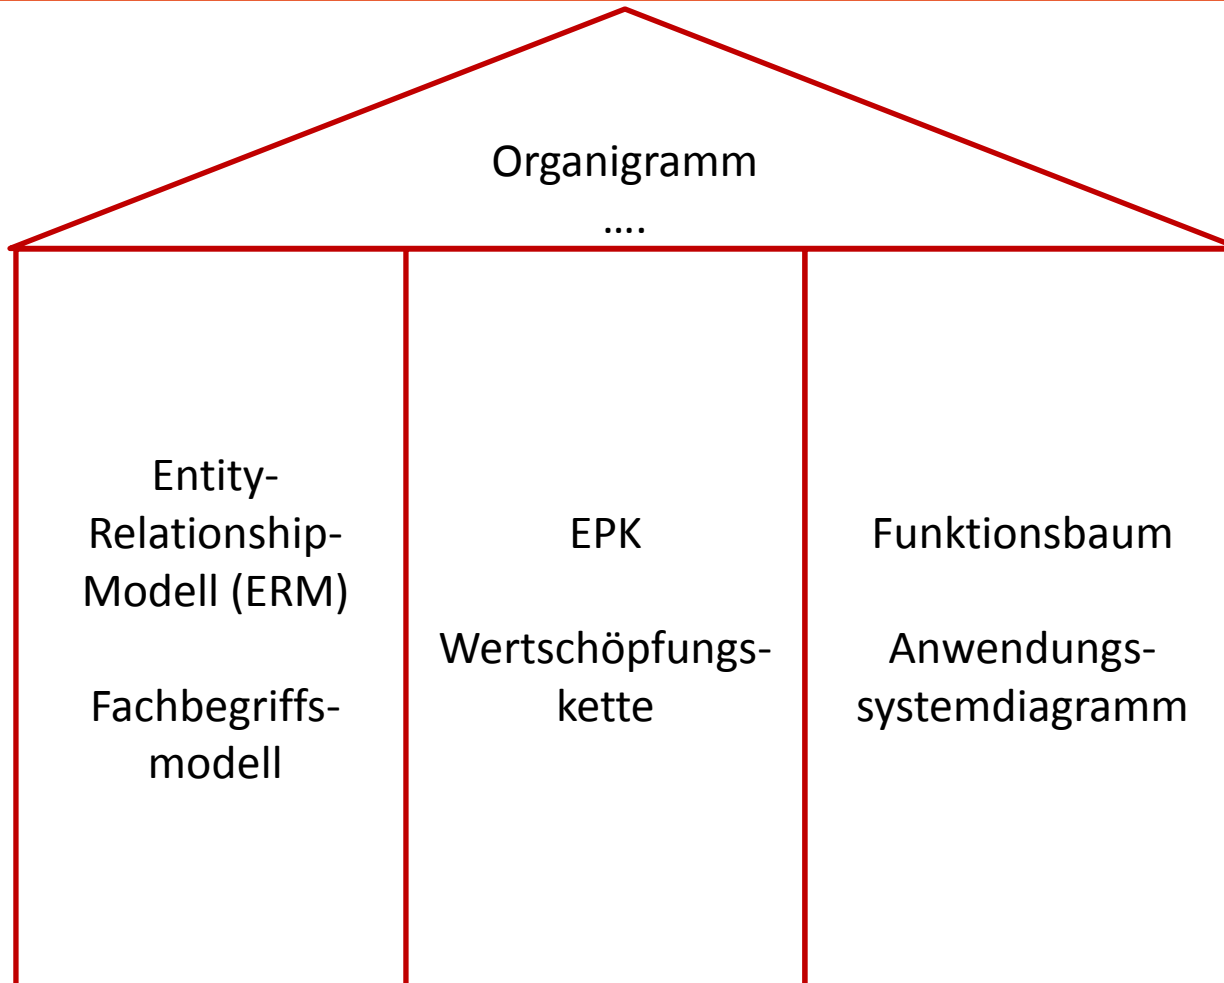 Organigramm
....
Entity-
Relationship-
Modell (ERM)
Fachbegriffs-
modell
EPK
Wertschöpfungs-
kette
Funktionsbaum
Anwendungs-
systemdiagramm